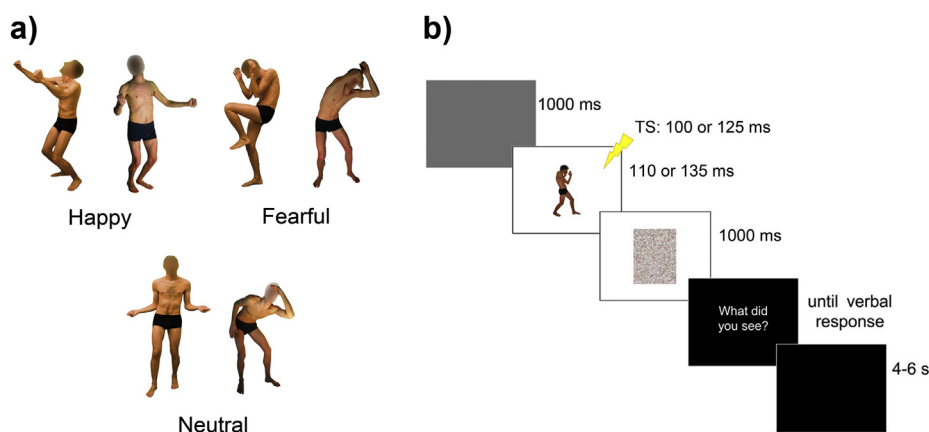 a)
Happy
Fearful
Neutral
b)
1000 ms
TS: 100 or 125 ms
110 or 135 ms
1000 ms
What did
you see?
until verbal
response
4-6 s